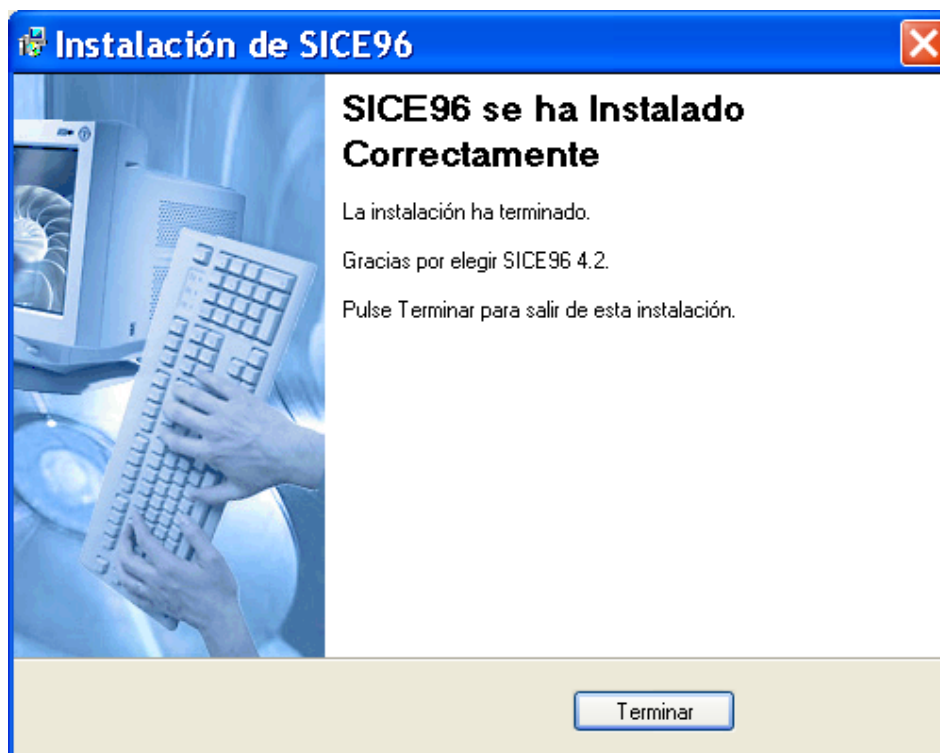 Instalación de SICE96
SICE96 se ha Instalado
Correctamente
La instalación ha terminado.
Gracias por elegir SICE96 4.2.
Pulse Terminar para salir de esta instalación.
Terminar